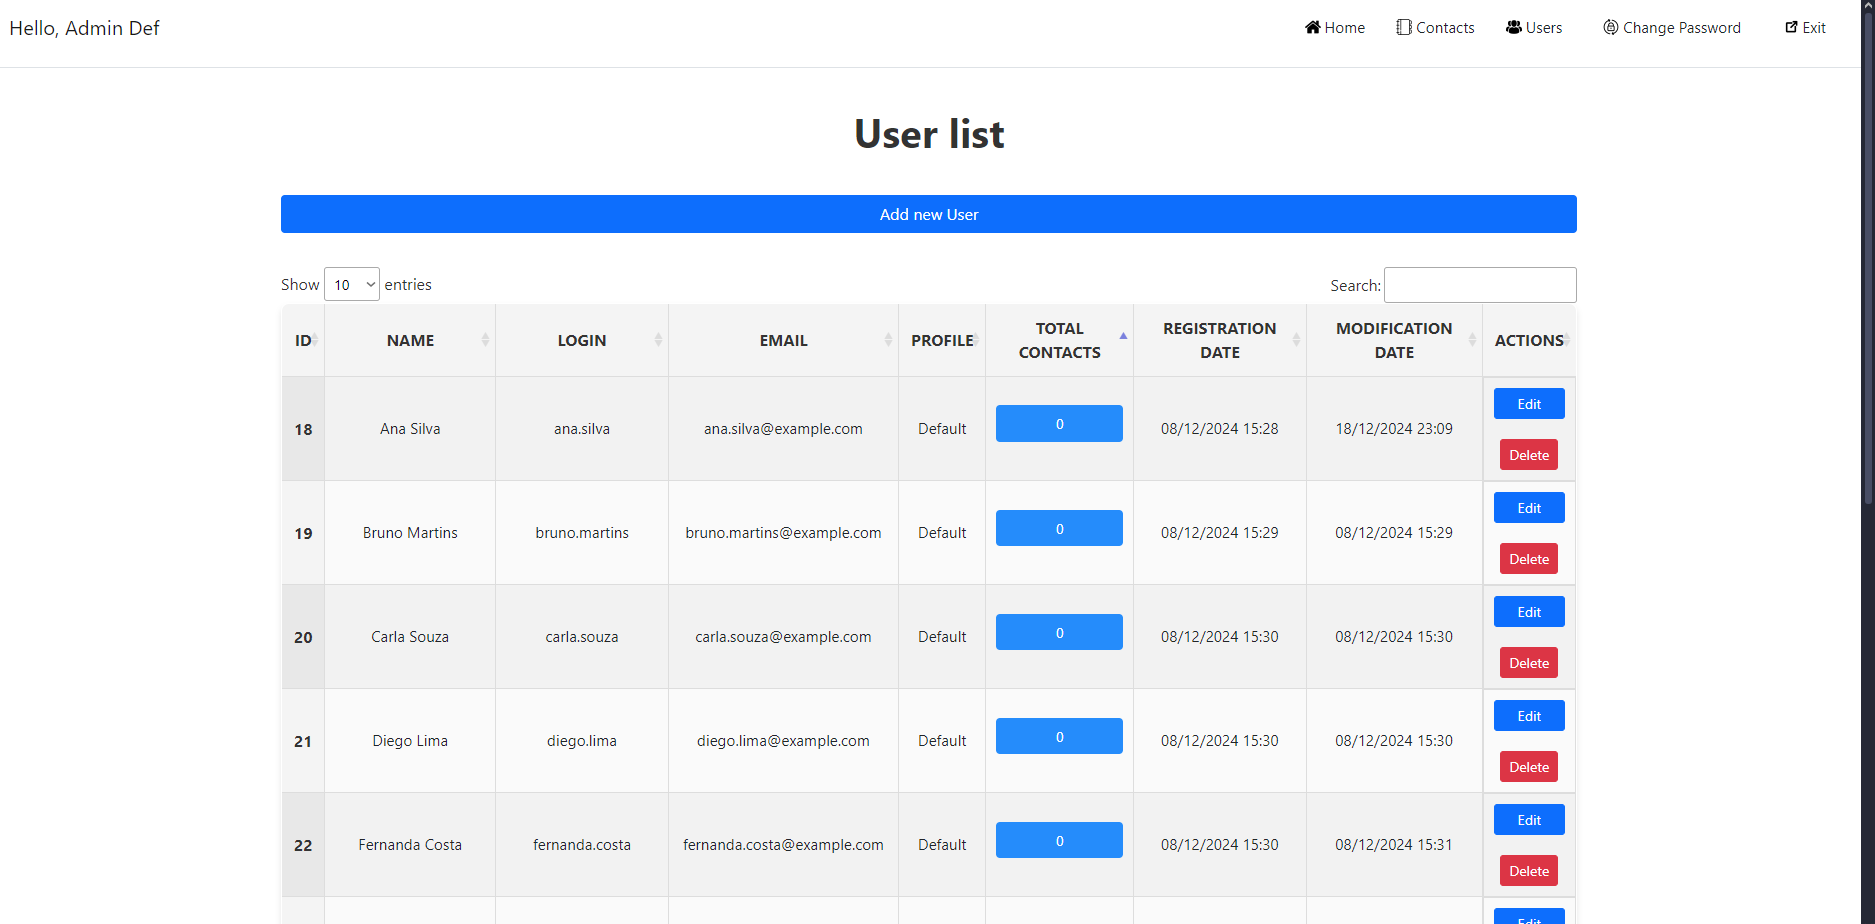 Hello, Admin Def
Home Contacts Users Change Password Exit
User list
Add new User
Show 10 entries
Search:
ID NAME LOGIN EMAIL PROFILE TOTAL CONTACTS REGISTRATION DATE MODIFICATION DATE ACTIONS
18 Ana Silva ana.silva ana.silva@example.com Default 0 08/12/2024 15:28 18/12/2024 23:09 Edit
Delete
19 Bruno Martins bruno.martins bruno.martins@example.com Default 0 08/12/2024 15:29 08/12/2024 15:29 Edit
Delete
20 Carla Souza carla.souza carla.souza@example.com Default 0 08/12/2024 15:30 08/12/2024 15:30 Edit
Delete
21 Diego Lima diego.lima diego.lima@example.com Default 0 08/12/2024 15:30 08/12/2024 15:30 Edit
Delete
22 Fernanda Costa fernanda.costa fernanda.costa@example.com Default 0 08/12/2024 15:30 08/12/2024 15:31 Edit
Delete
Edit